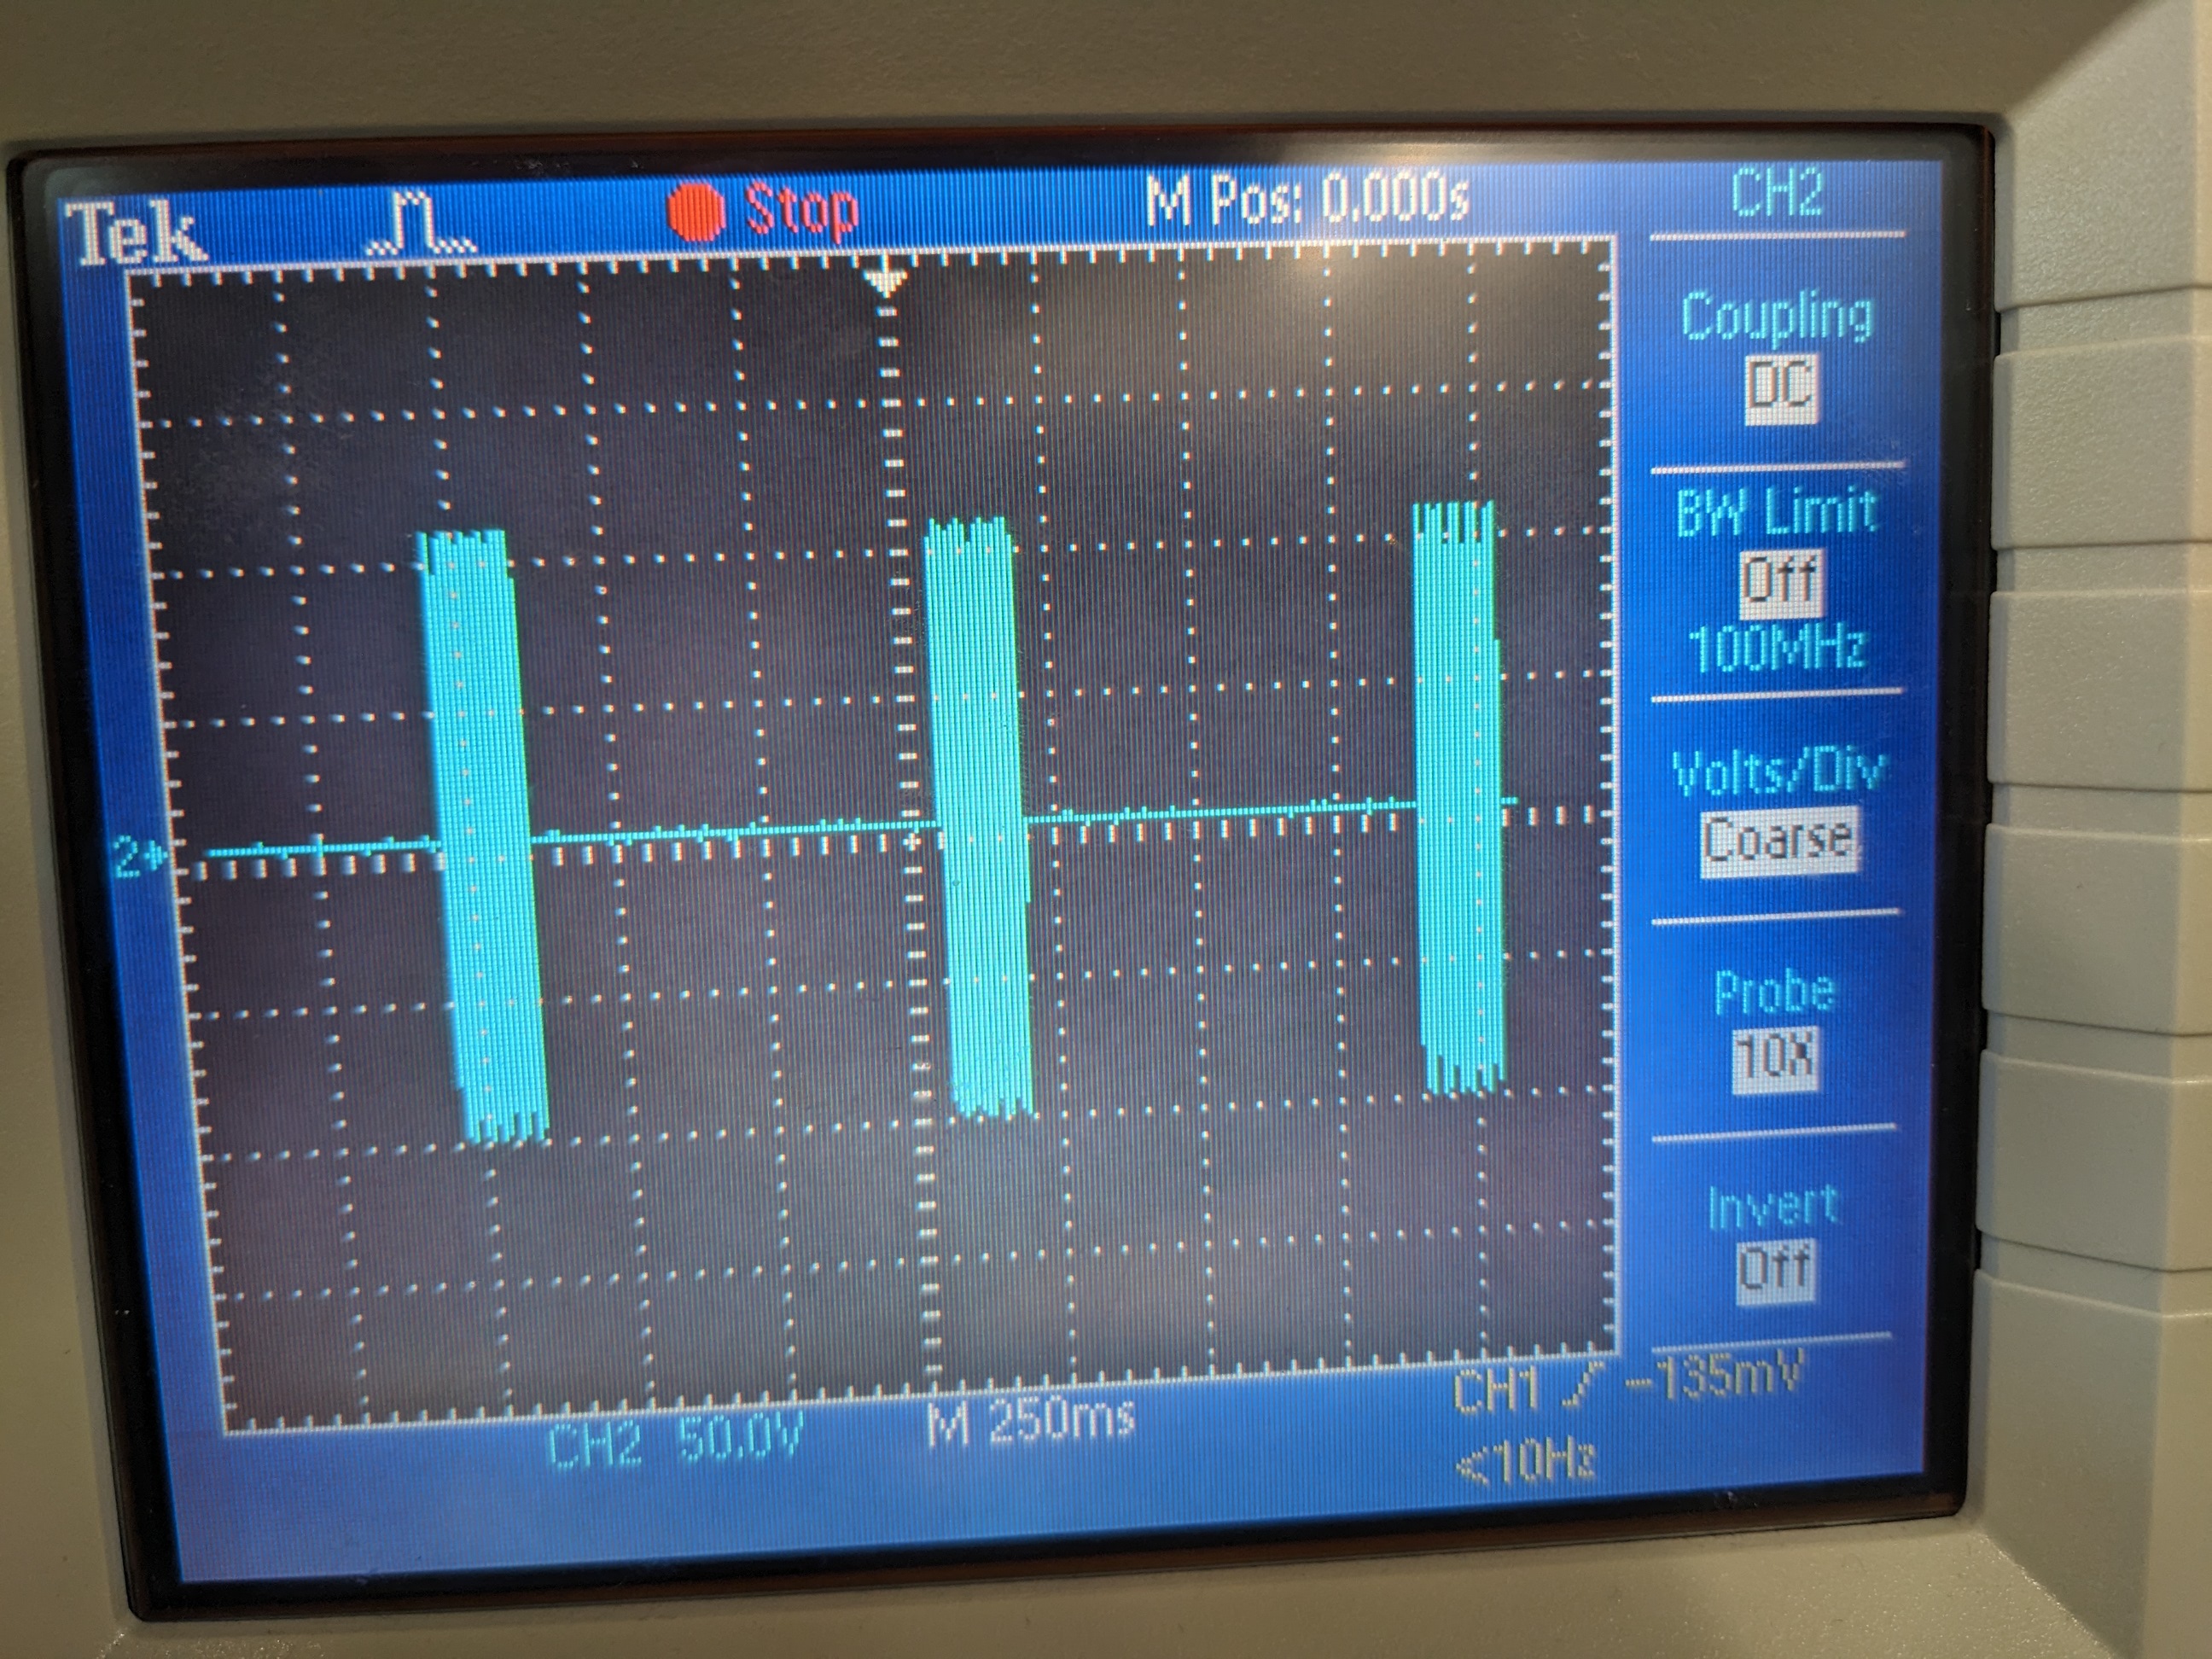 Tek Stop M Pos: 0.000s CH2
Coupling
DC
BW Limit
Off
100MHz
Volts/Div
Coarse
Probe
10X
Invert
Off
2
CH2 50.0V M 250ms CH1 -135mV
<10Hz